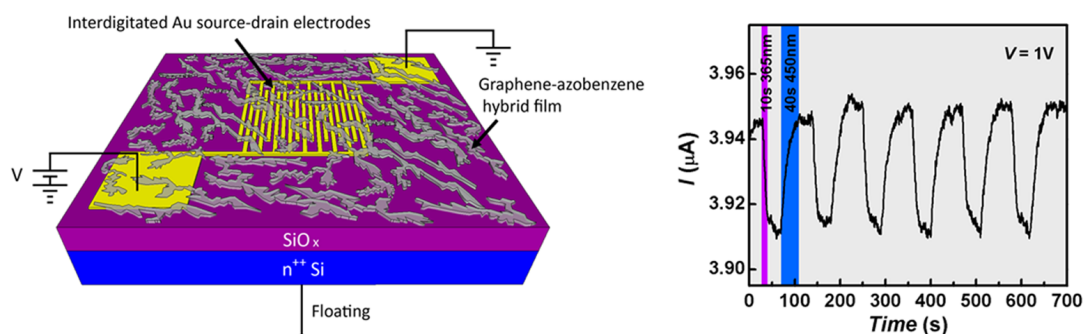 Interdigitated Au source-drain electrodes
Graphene-azobenzene
hybrid film
V
SiOx
n++ Si
Floating
V = 1V
10s 365nm
40s 450nm
3.96
3.94
3.92
3.90
I (μA)
0 100 200 300 400 500 600 700
Time (s)